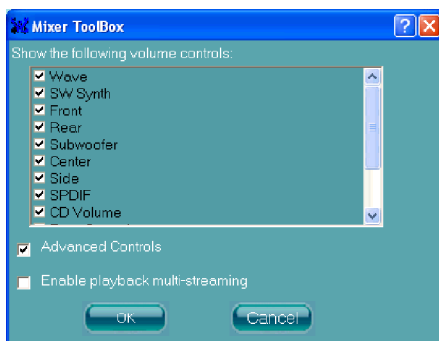 Mixer ToolBox
Show the following volume controls:
Wave
SW Synth
Front
Rear
Subwoofer
Center
Side
SPDIF
CD Volume
Advanced Controls
Enable playback multi-streaming
OK
Cancel